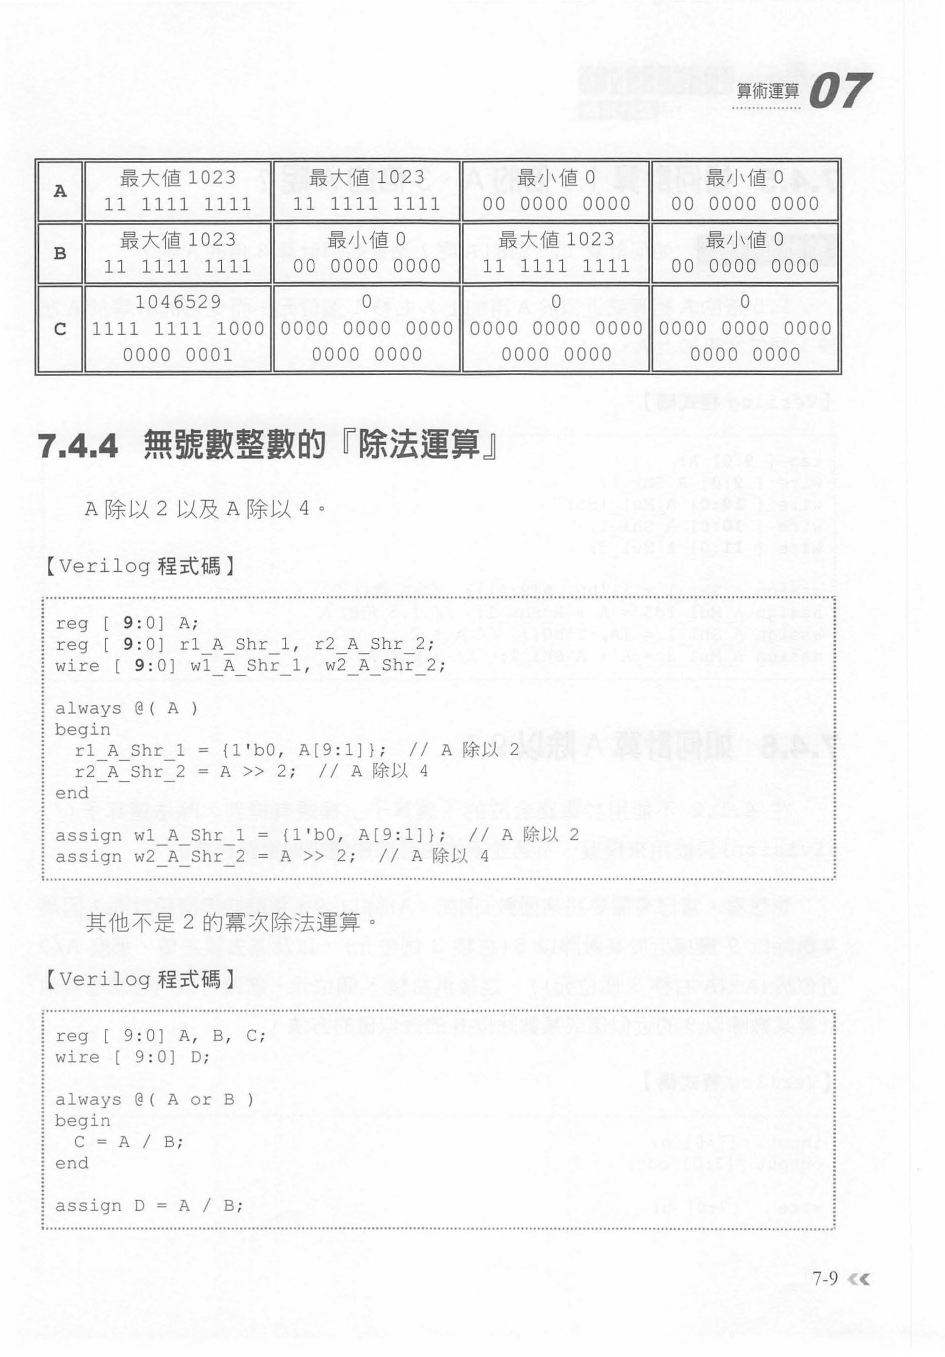 算術運算 07
A 最大值 1023 最大值 1023 最小值 0 最小值 0
11 1111 1111 11 1111 1111 00 0000 0000 00 0000 0000
B 最大值 1023 最小值 0 最大值 1023 最小值 0
11 1111 1111 00 0000 0000 11 1111 1111 00 0000 0000
1046529 0 0 0
C 1111 1111 1000 0000 0000 0000 0000 0000 0000 0000 0000 0000
0000 0001 0000 0000 0000 0000 0000 0000
7.4.4 無號數整數的『除法運算』
A 除以 2 以及 A 除以 4。
【Verilog 程式碼】
reg [ 9:0] A;
reg [ 9:0] r1_A_Shr_1, r2_A_Shr_2;
wire [ 9:0] w1_A_Shr_1, w2_A_Shr_2;
always @( A )
begin
r1_A_Shr_1 = {1'b0, A[9:1]}; // A 除以 2
r2_A_Shr_2 = A >> 2; // A 除以 4
end
assign w1_A_Shr_1 = {1'b0, A[9:1]}; // A 除以 2
assign w2_A_Shr_2 = A >> 2; // A 除以 4
其他不是 2 的冪次除法運算。
【Verilog 程式碼】
reg [ 9:0] A, B, C;
wire [ 9:0] D;
always @( A or B )
begin
C = A / B;
end
assign D = A / B;
7-9